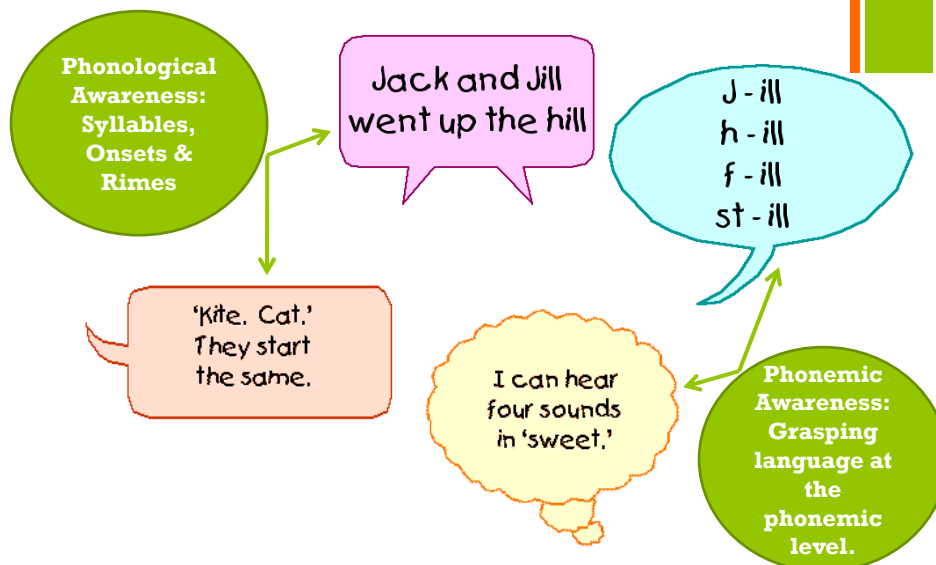 Phonological
Awareness:
Syllables,
Onsets &
Rimes
Jack and Jill
went up the hill
J - ill
h - ill
f - ill
st - ill
'Kite. Cat.'
They start
the same.
I can hear
four sounds
in 'sweet.'
Phonemic
Awareness:
Grasping
language at
the
phonemic
level.